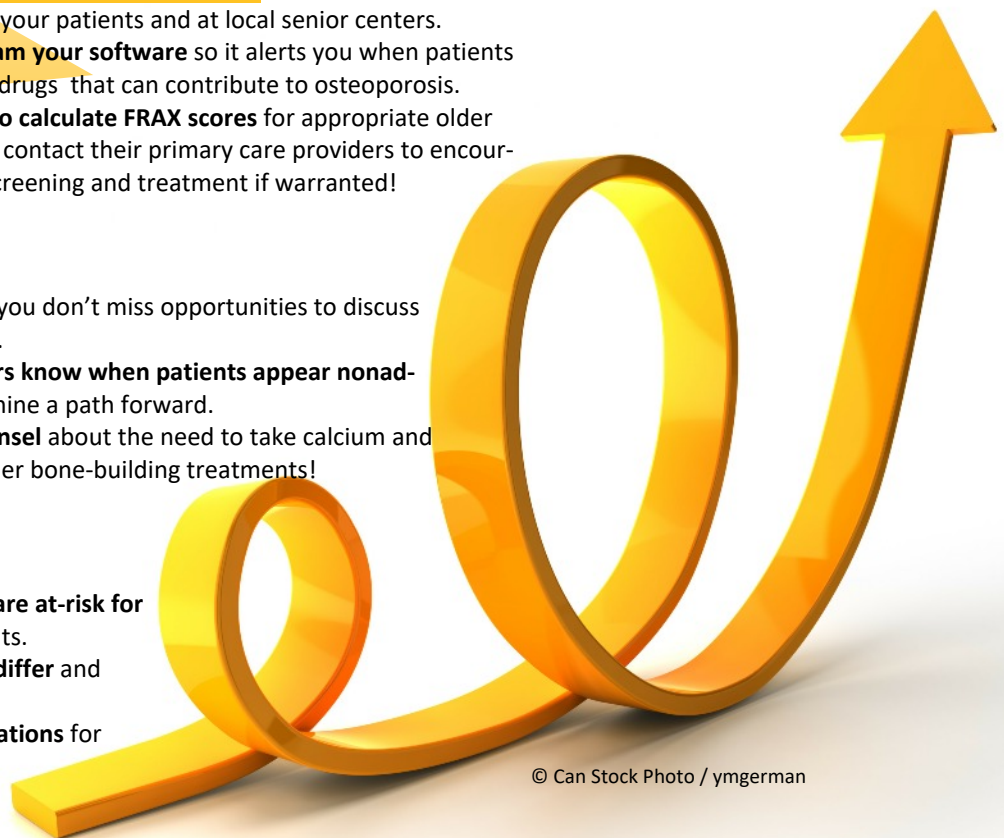 your patients and at local senior centers.
am your software so it alerts you when patients
drugs that can contribute to osteoporosis.
o calculate FRAX scores for appropriate older
contact their primary care providers to encour-
creening and treatment if warranted!
you don’t miss opportunities to discuss
.
rs know when patients appear nonad-
mine a path forward.
nsel about the need to take calcium and
er bone-building treatments!
are at-risk for
ts.
differ and
ations for
© Can Stock Photo / ymgerman